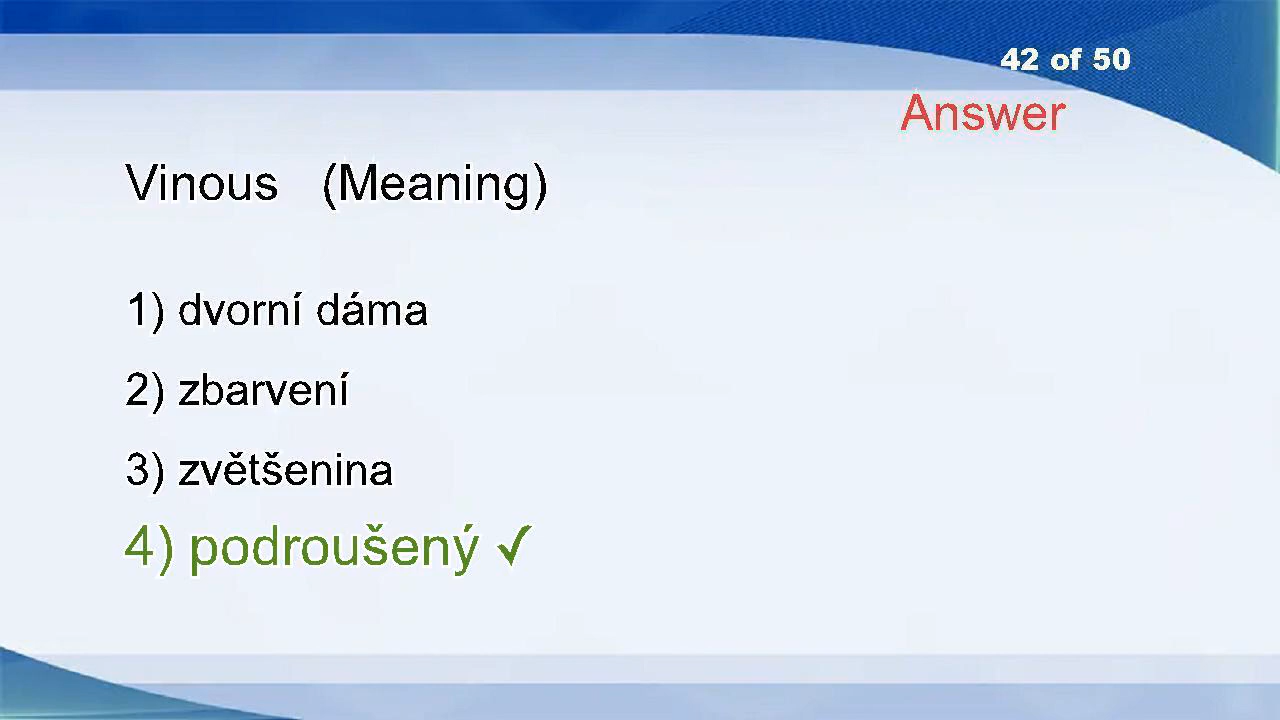 42 of 50
Answer
Vinous (Meaning)
1) dvorní dáma
2) zbarvení
3) zvětšenina
4) podroušený ✓